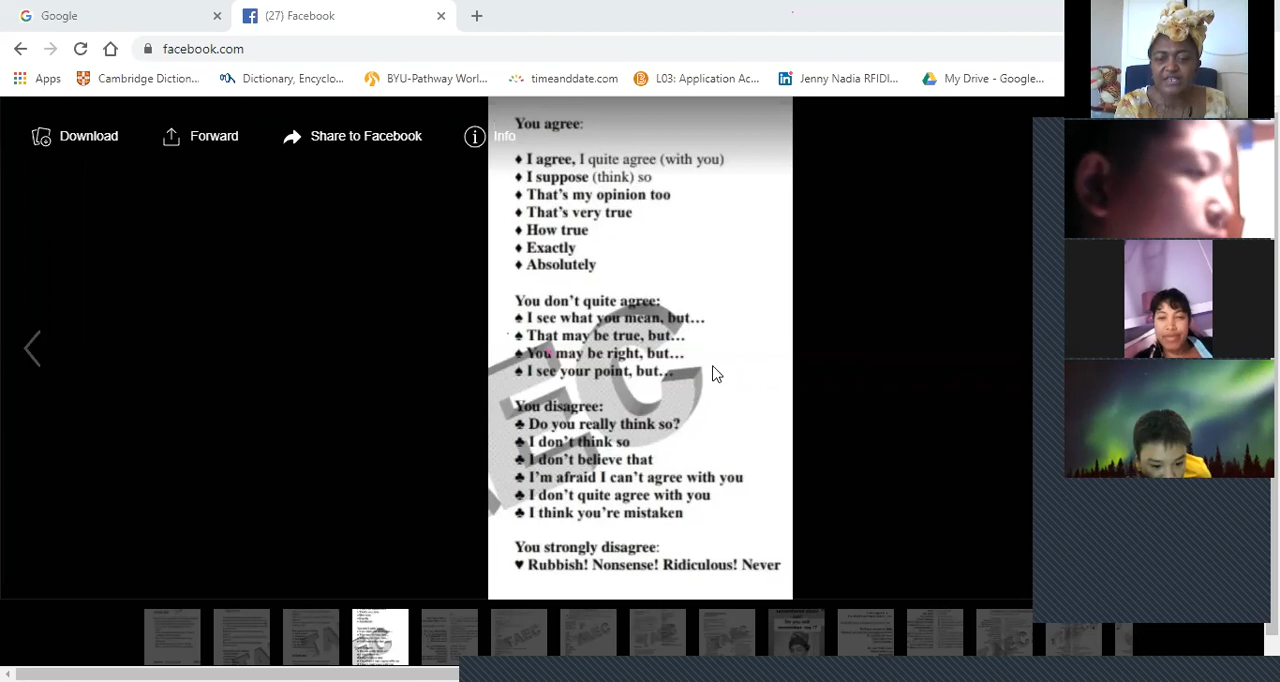 Google
(27) Facebook
facebook.com
Apps
Cambridge Diction...
Dictionary, Encyclo...
BYU-Pathway Worl...
timeanddate.com
L03: Application Ac...
Jenny Nadia RFIDI...
My Drive - Google...
Download
Forward
Share to Facebook
Info
You agree:
♦ I agree, I quite agree (with you)
♦ I suppose (think) so
♦ That's my opinion too
♦ That's very true
♦ How true
♦ Exactly
♦ Absolutely
You don't quite agree:
♠ I see what you mean, but…
♠ That may be true, but…
♠ You may be right, but…
♠ I see your point, but…
You disagree:
♣ Do you really think so?
♣ I don't think so
♣ I don't believe that
♣ I'm afraid I can't agree with you
♣ I don't quite agree with you
♣ I think you're mistaken
You strongly disagree:
♥ Rubbish! Nonsense! Ridiculous! Never